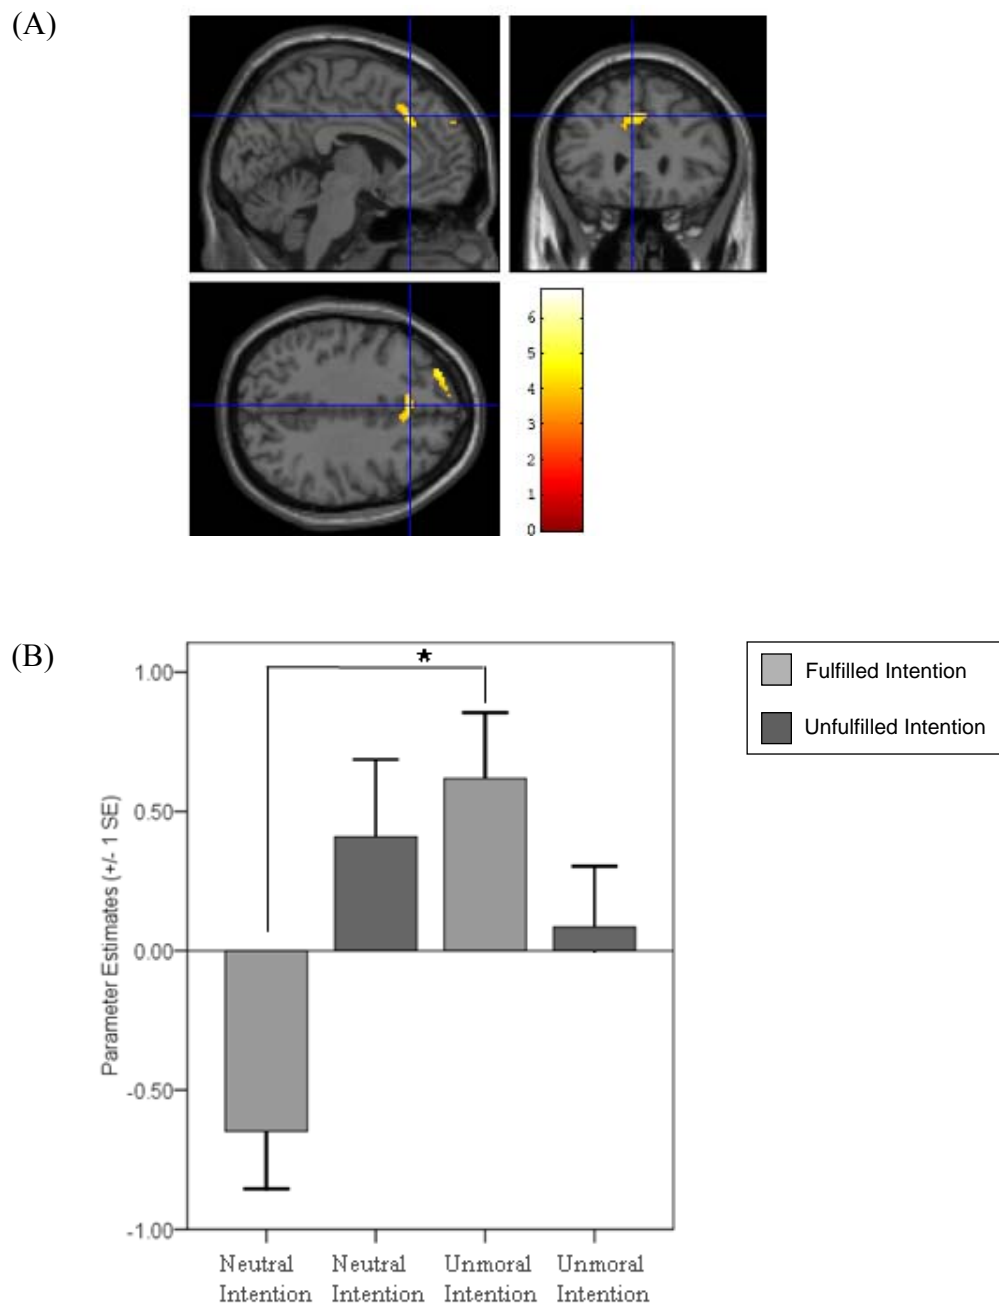 (A)
6
5
4
3
2
1
0
(B)
*
Fulfilled Intention
Unfulfilled Intention
Parameter Estimates (+/- 1 SE)
1.00
0.50
0.00
-0.50
-1.00
Neutral Intention
Neutral Intention
Unmoral Intention
Unmoral Intention